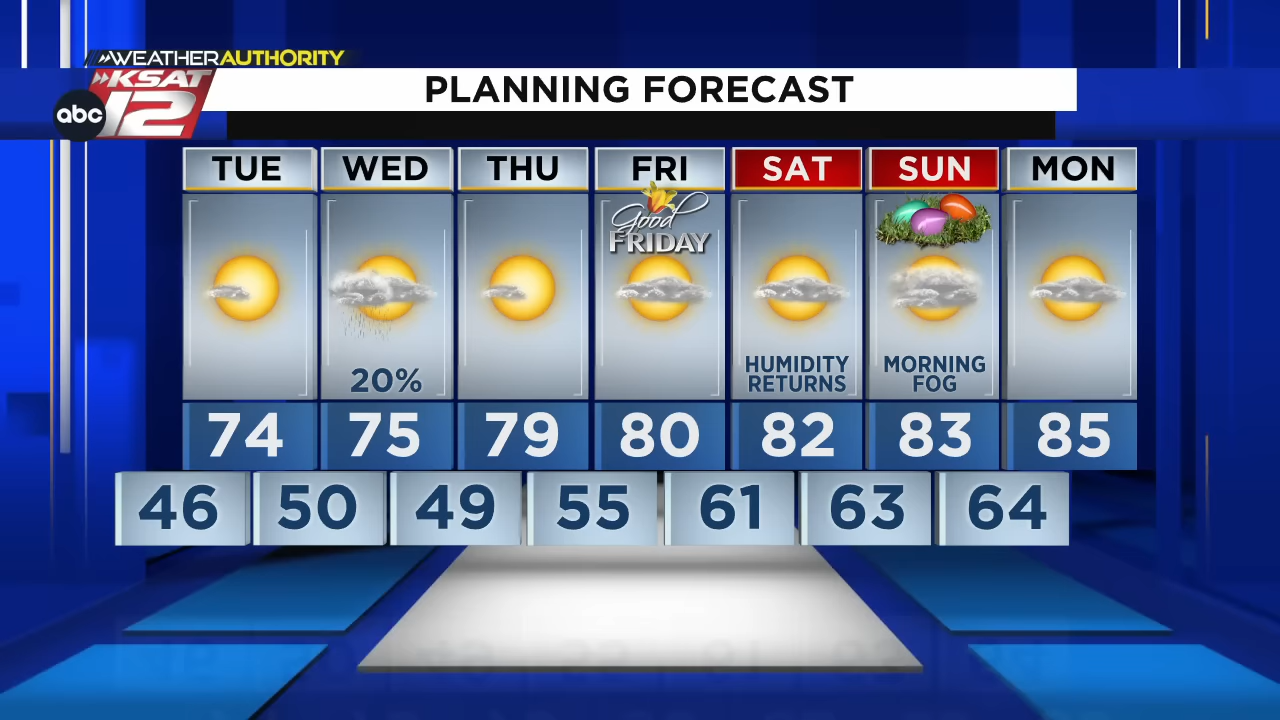 WEATHERAUTHORITY
KSAT
abc 12
PLANNING FORECAST
TUE WED THU FRI SAT SUN MON
Good
FRIDAY
20%
HUMIDITY
RETURNS
MORNING
FOG
74 75 79 80 82 83 85
46 50 49 55 61 63 64